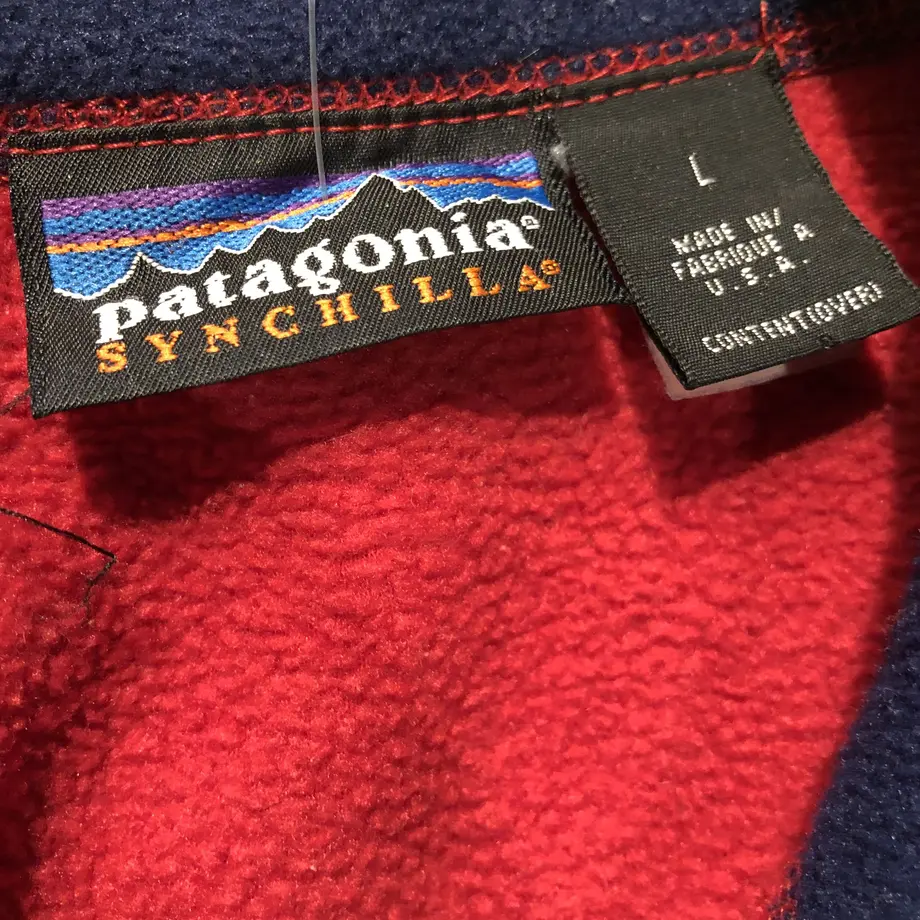 patagonia®
SYNCHILLA®
L
MADE IN/
FABRIQUE A
U.S.A.
CONTENT(OVER)